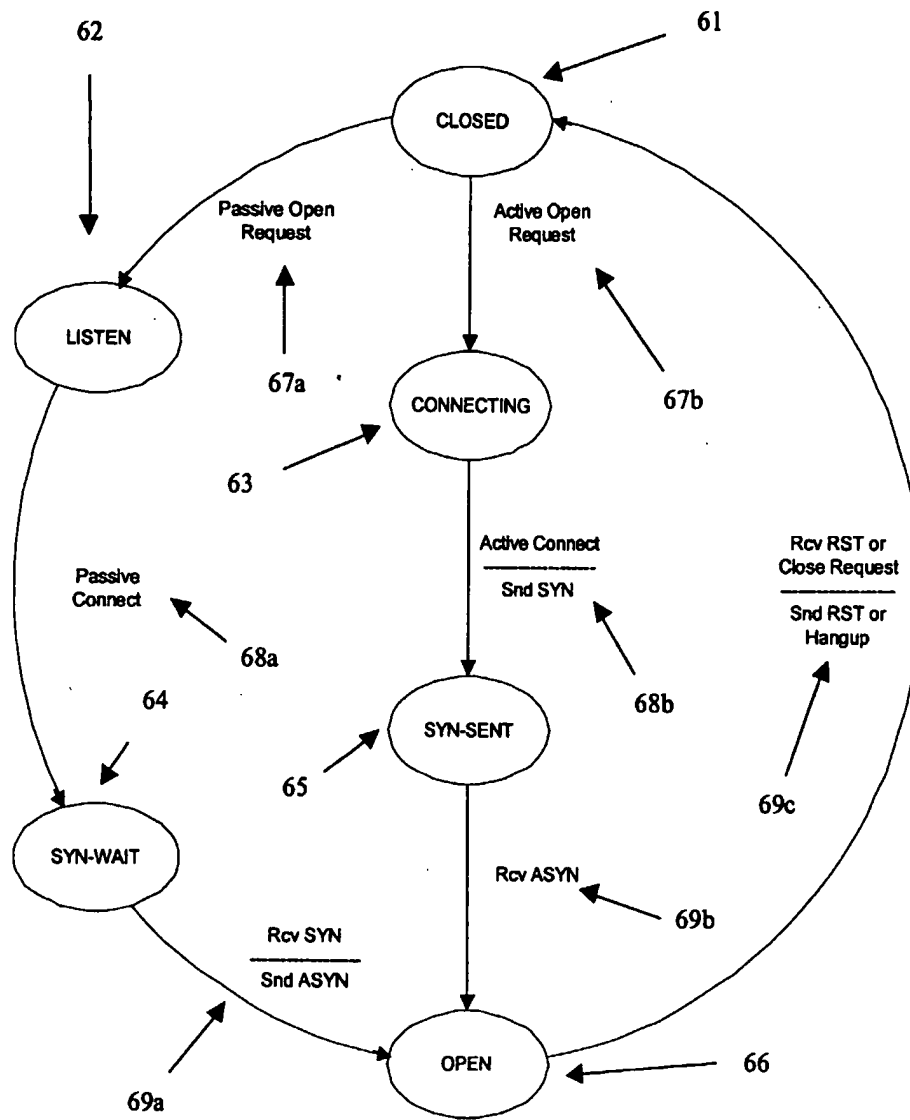 62
61
CLOSED
Passive Open
Request
Active Open
Request
LISTEN
67a
67b
CONNECTING
63
Active Connect
Snd SYN
Rcv RST or
Close Request
Snd RST or
Hangup
Passive
Connect
68a
68b
64
SYN-SENT
65
69c
SYN-WAIT
Rcv ASYN
69b
Rcv SYN
Snd ASYN
OPEN
66
69a